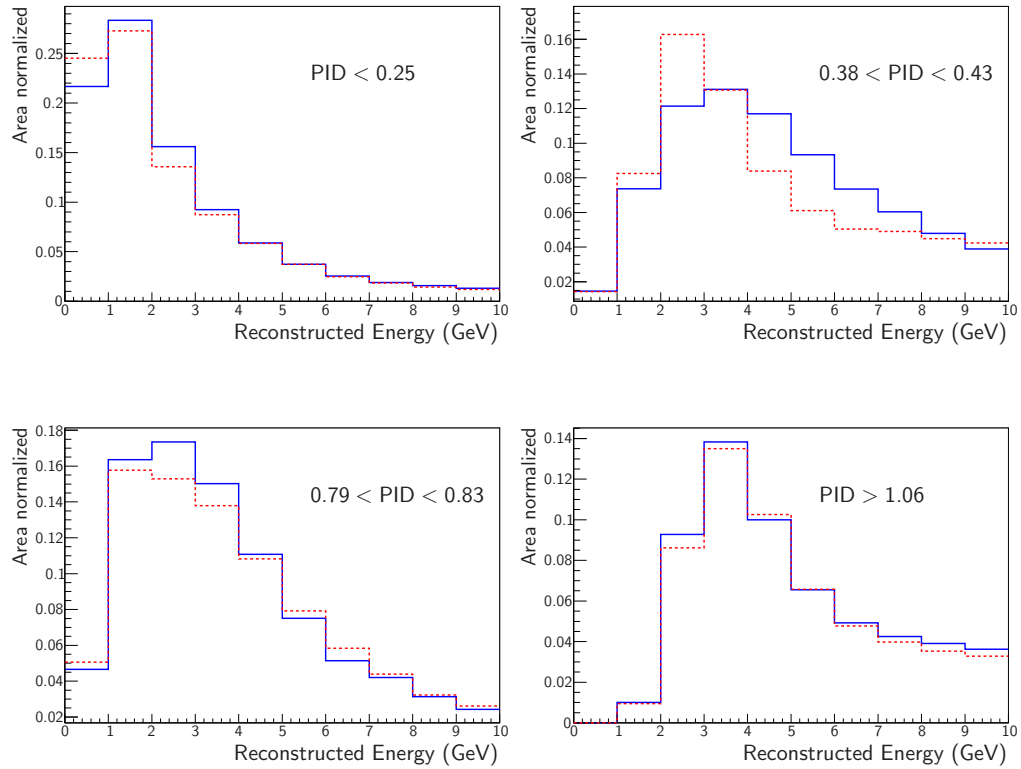 Area normalized
0.25
0.2
0.15
0.1
0.05
0
PID < 0.25
0 1 2 3 4 5 6 7 8 9 10
Reconstructed Energy (GeV)
Area normalized
0.16
0.14
0.12
0.1
0.08
0.06
0.04
0.02
0.38 < PID < 0.43
0 1 2 3 4 5 6 7 8 9 10
Reconstructed Energy (GeV)
Area normalized
0.18
0.16
0.14
0.12
0.1
0.08
0.06
0.04
0.02
0.79 < PID < 0.83
0 1 2 3 4 5 6 7 8 9 10
Reconstructed Energy (GeV)
Area normalized
0.14
0.12
0.1
0.08
0.06
0.04
0.02
0
PID > 1.06
0 1 2 3 4 5 6 7 8 9 10
Reconstructed Energy (GeV)